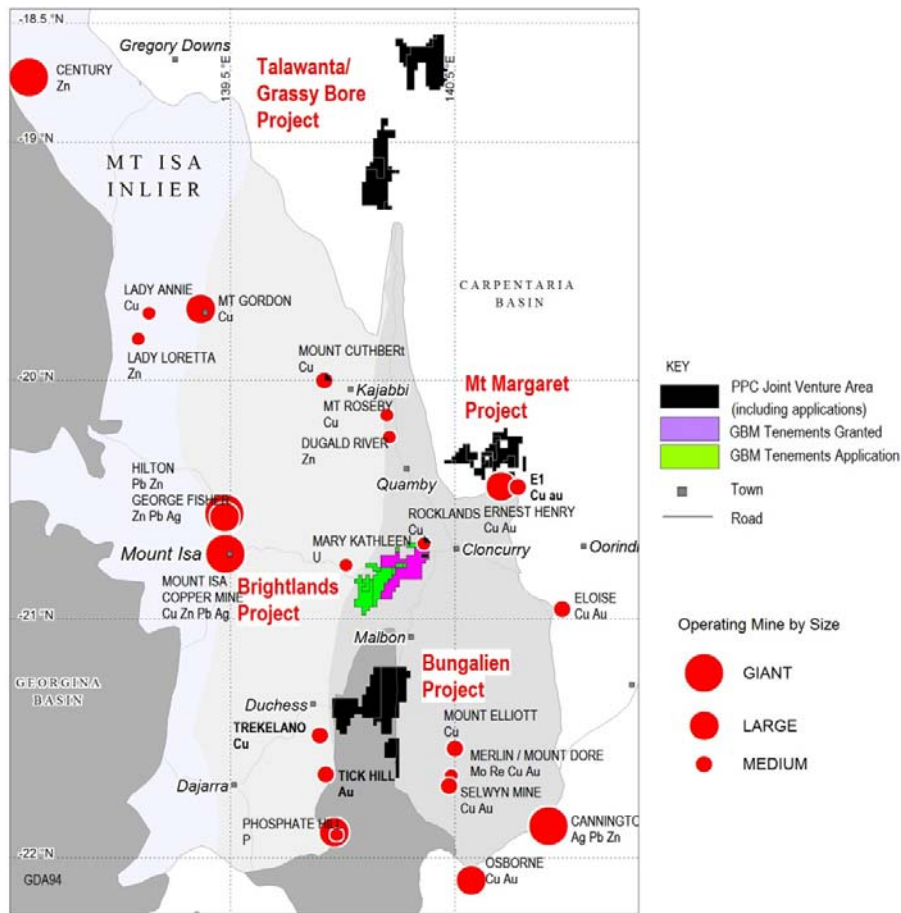 -18.5 °N
Gregory Downs
CENTURY
Zn
Talawanta/
Grassy Bore
Project
139.5 °E
140.5 °E
-19 °N
MT ISA
INLIER
CARPENTARIA
BASIN
LADY ANNIE
Cu
MT GORDON
Cu
LADY LORETTA
Zn
MOUNT CUTHBERt
Cu
-20 °N
Kajabbi
MT ROSEBY
Cu
DUGALD RIVER
Zn
Mt Margaret
Project
Quamby
E1
Cu au
HILTON
Pb Zn
GEORGE FISHER
Zn Pb Ag
ROCKLANDS
Cu
ERNEST HENRY
Cu Au
MARY KATHLEEN
U
Mount Isa
Cloncurry
Oorindi
MOUNT ISA
COPPER MINE
Cu Zn Pb Ag
Brightlands
Project
ELOISE
Cu Au
-21 °N
Malbon
GEORGINA
BASIN
Bungalien
Project
Duchess
TREKELANO
Cu
MOUNT ELLIOTT
Cu
MERLIN / MOUNT DORE
Mo Re Cu Au
Dajarra
TICK HILL
Au
SELWYN MINE
Cu Au
PHOSPHATE HILL
P
CANNINGTO
Ag Pb Zn
-22 °N
OSBORNE
Cu Au
GDA94
KEY
PPC Joint Venture Area
(including applications)
GBM Tenements Granted
GBM Tenements Application
Town
Road
Operating Mine by Size
GIANT
LARGE
MEDIUM